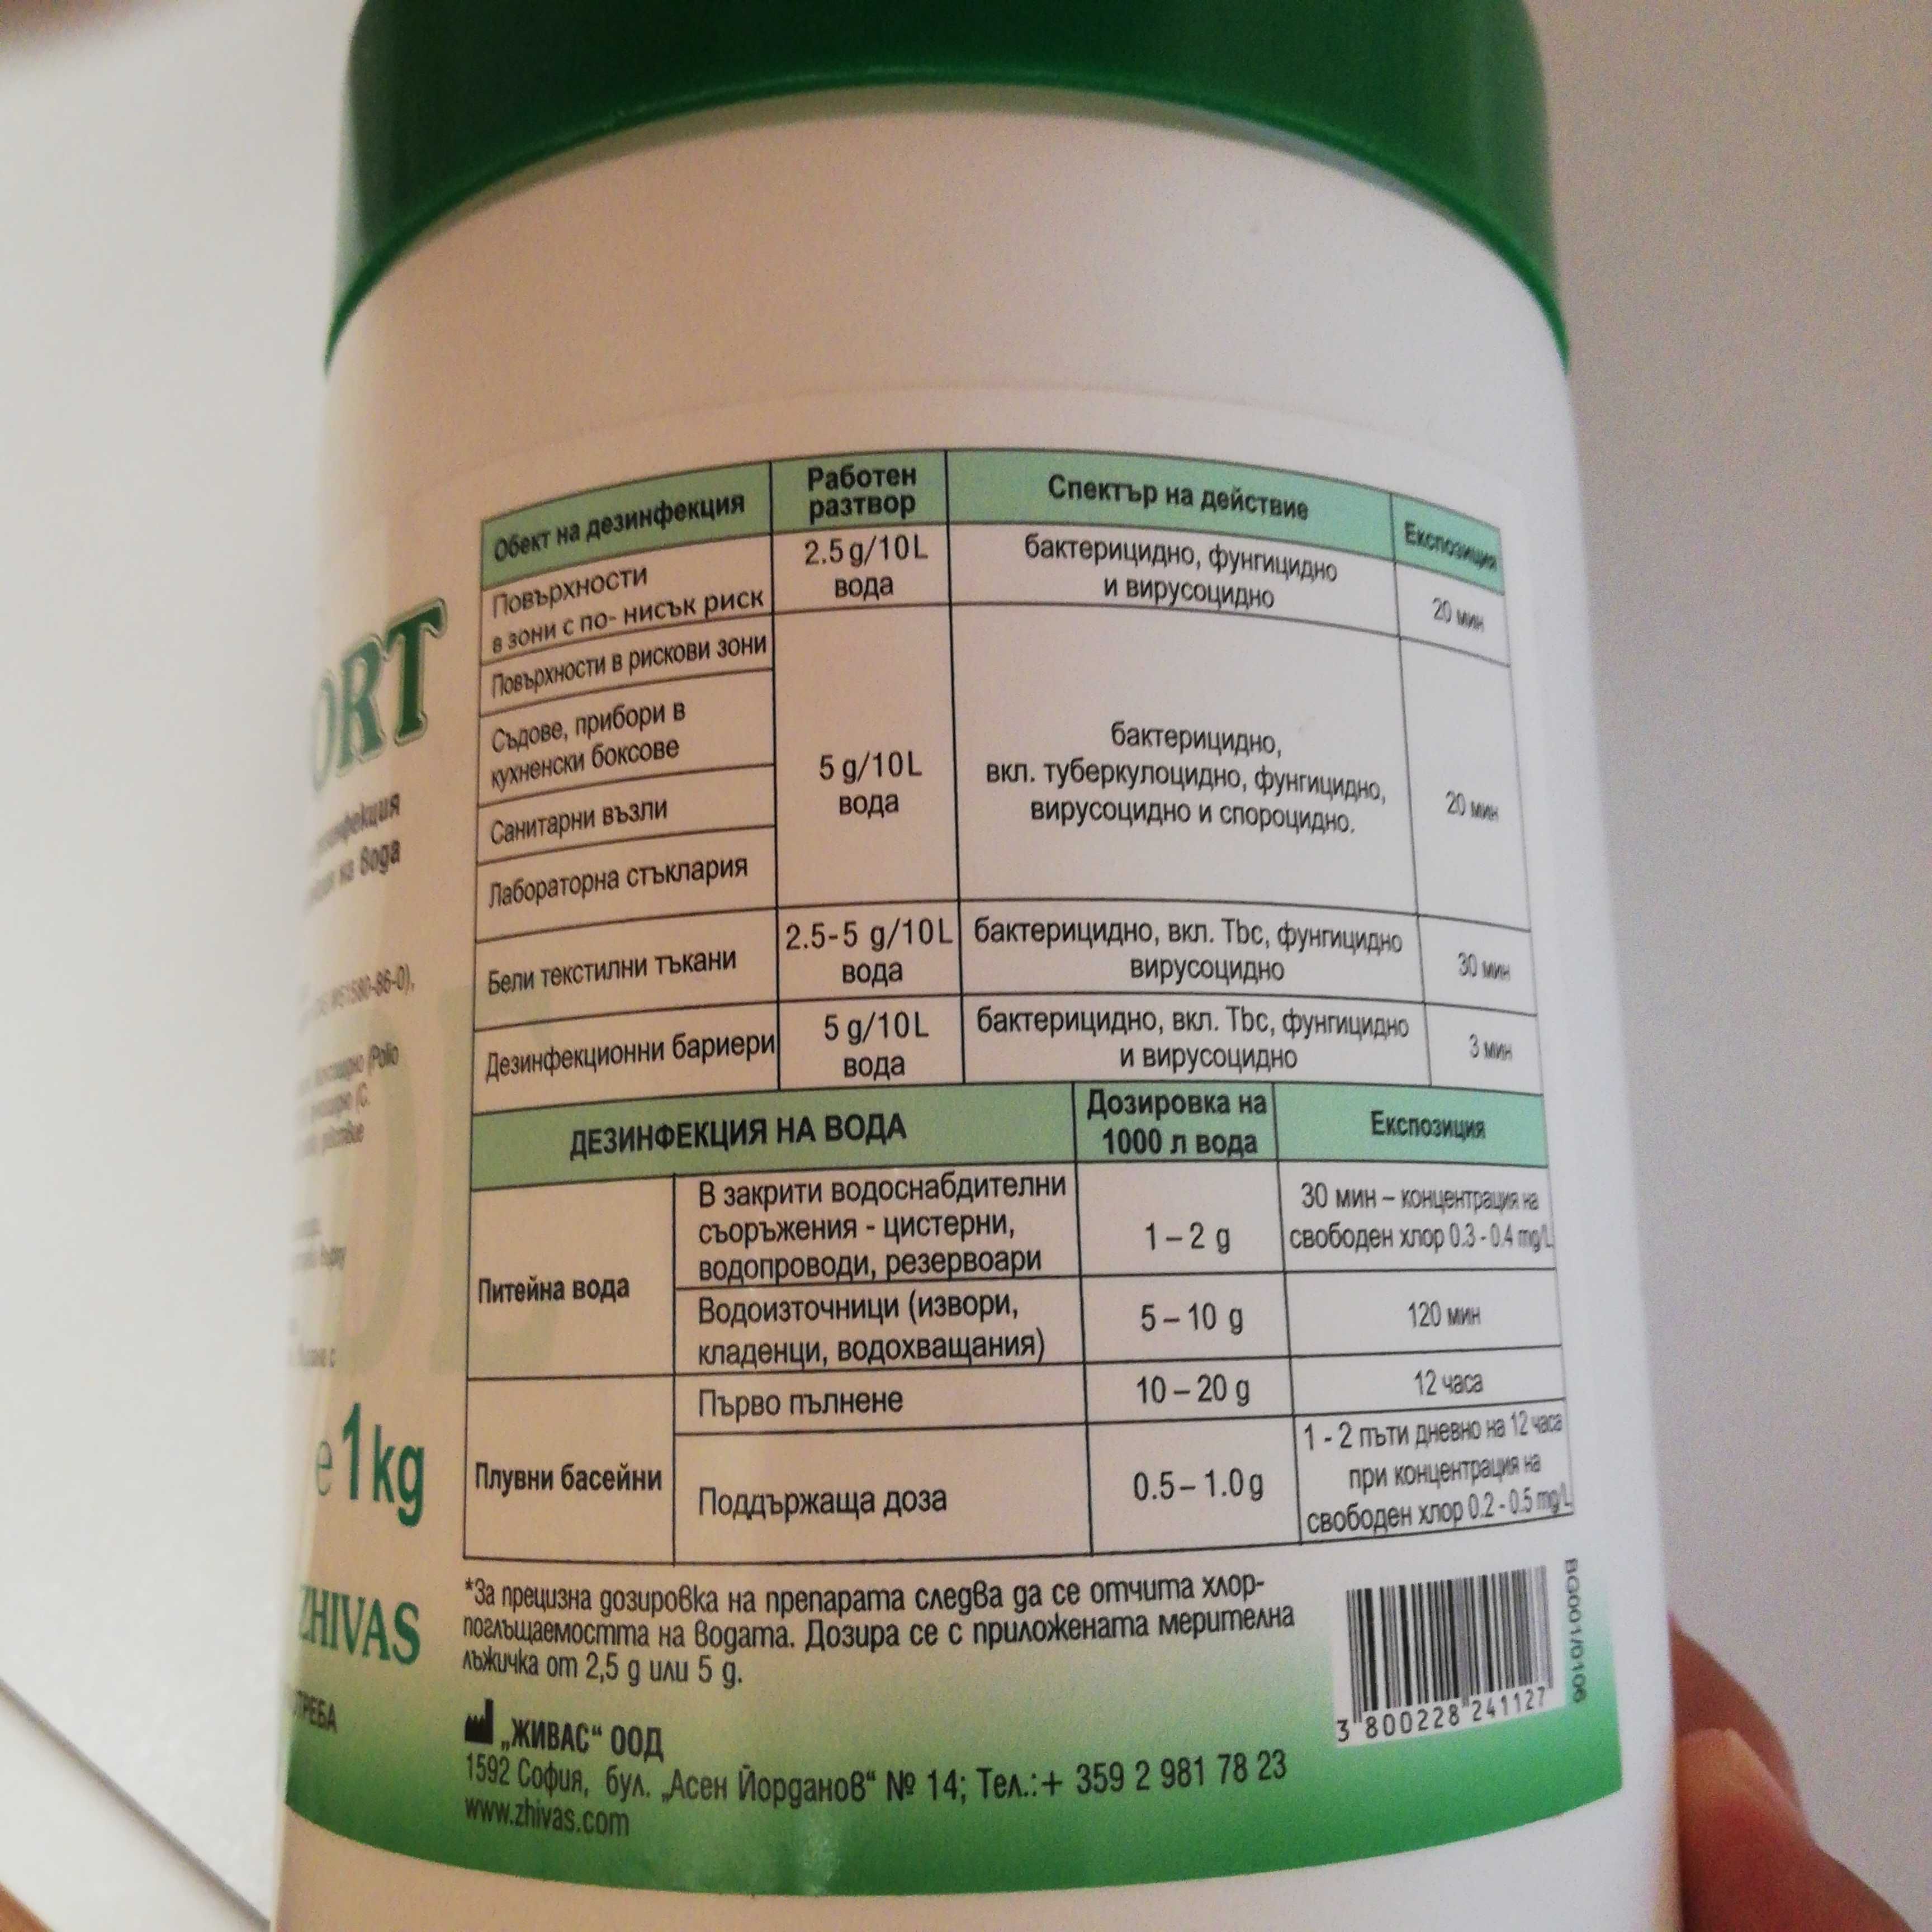 ORT
на вода
e 1 kg
ZHIVAS
Обект на дезинфекция
Работен
разтвор
Спектър на действие
Експозиция
Повърхности
в зони с по- нисък риск
2.5 g/10L
вода
бактерицидно, фунгицидно
и вирусоцидно
20 мин
Повърхности в рискови зони
Съдове, прибори в
кухненски боксове
Санитарни възли
Лабораторна стъклария
5 g/10L
вода
бактерицидно,
вкл. туберкулоцидно, фунгицидно,
вирусоцидно и спороцидно.
20 мин
Бели текстилни тъкани
2.5-5 g/10L
вода
бактерицидно, вкл. Tbc, фунгицидно
вирусоцидно
30 мин
Дезинфекционни бариери
5 g/10L
вода
бактерицидно, вкл. Tbc, фунгицидно
и вирусоцидно
3 мин
ДЕЗИНФЕКЦИЯ НА ВОДА
Дозировка на
1000 л вода
Експозиция
Питейна вода
В закрити водоснабдителни
съоръжения - цистерни,
водопроводи, резервоари
1 – 2 g
30 мин – концентрация на
свободен хлор 0.3 - 0.4 mg/L
Водоизточници (извори,
кладенци, водохващания)
5 – 10 g
120 мин
Плувни басейни
Първо пълнене
10 – 20 g
12 часа
Поддържаща доза
0.5 – 1.0 g
1 - 2 пъти дневно на 12 часа
при концентрация на
свободен хлор 0.2 - 0.5 mg/L
*За прецизна дозировка на препарата следва да се отчита хлор-
поглъщаемостта на водата. Дозира се с приложената мерителна
лъжичка от 2,5 g или 5 g.
„ЖИВАС“ ООД
1592 София, бул. „Асен Йорданов“ № 14; Тел.:+ 359 2 981 78 23
www.zhivas.com
3 800228 241127
BG001/0106